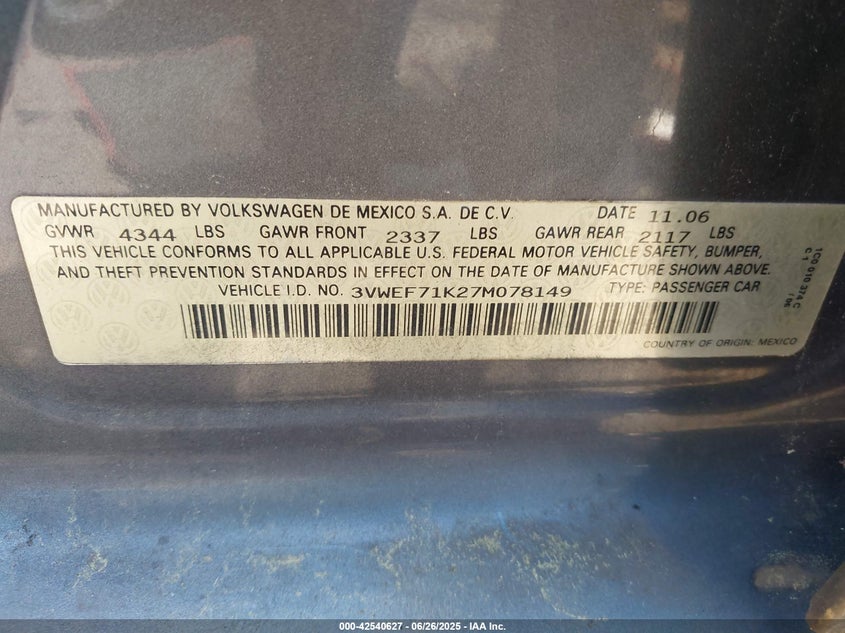 MANUFACTURED BY VOLKSWAGEN DE MEXICO S.A. DE C.V. DATE 11.06
GVWR 4344 LBS GAWR FRONT 2337 LBS GAWR REAR 2117 LBS
THIS VEHICLE CONFORMS TO ALL APPLICABLE U.S. FEDERAL MOTOR VEHICLE SAFETY, BUMPER,
AND THEFT PREVENTION STANDARDS IN EFFECT ON THE DATE OF MANUFACTURE SHOWN ABOVE.
VEHICLE I.D. NO. 3VWEF71K27M078149 TYPE: PASSENGER CAR
COUNTRY OF ORIGIN: MEXICO
1C0 010 374 C
000-42540627 - 06/26/2025 - IAA Inc.